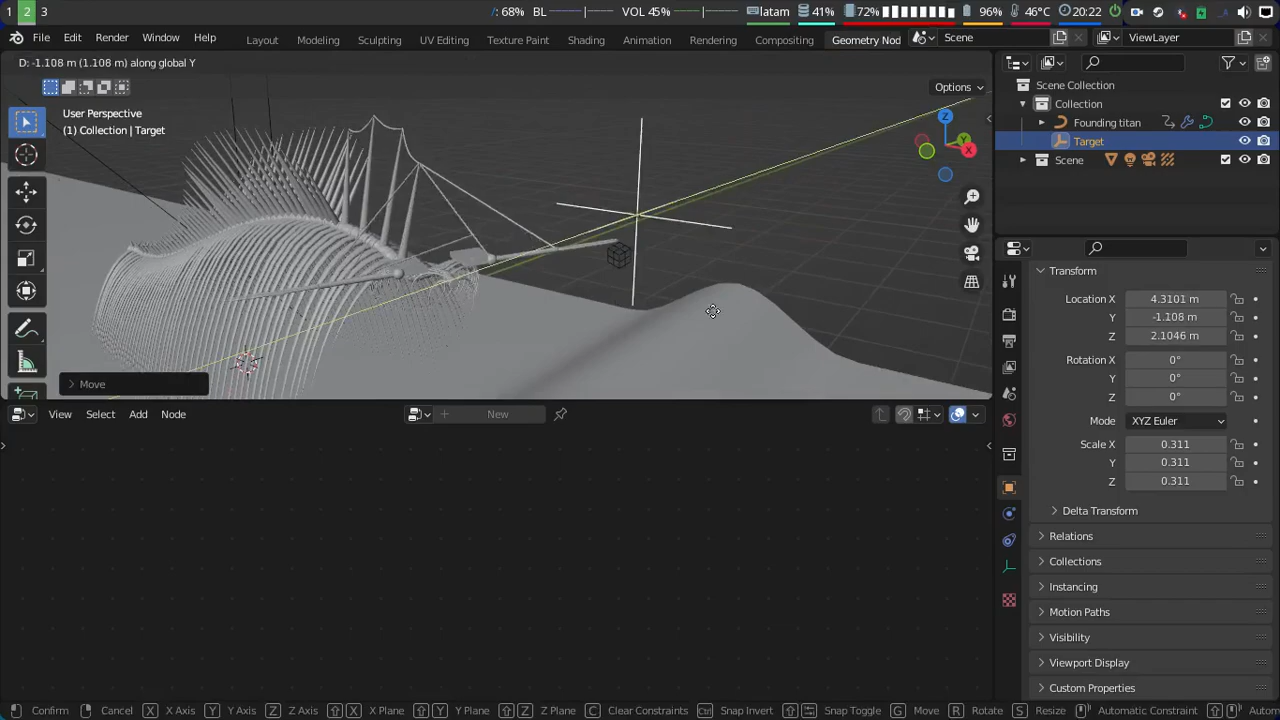 1 2 3 /: 68% BL VOL 45% latam 41% 72% 96% 46°C 20:22
File Edit Render Window Help Layout Modeling Sculpting UV Editing Texture Paint Shading Animation Rendering Compositing Geometry Nod Scene ViewLayer
D: -1.108 m (1.108 m) along global Y
Options
User Perspective
(1) Collection | Target
Z
Y
X
Move
View Select Add Node New
Scene Collection
Collection
Founding titan
Target
Scene
Transform
Location X 4.3101 m
Y -1.108 m
Z 2.1046 m
Rotation X 0°
Y 0°
Z 0°
Mode XYZ Euler
Scale X 0.311
Y 0.311
Z 0.311
Delta Transform
Relations
Collections
Instancing
Motion Paths
Visibility
Viewport Display
Custom Properties
Confirm Cancel X X Axis Y Y Axis Z Z Axis X X Plane Y Y Plane Z Z Plane C Clear Constraints Ctrl Snap Invert Snap Toggle G Move R Rotate S Resize Automatic Constraint Autom